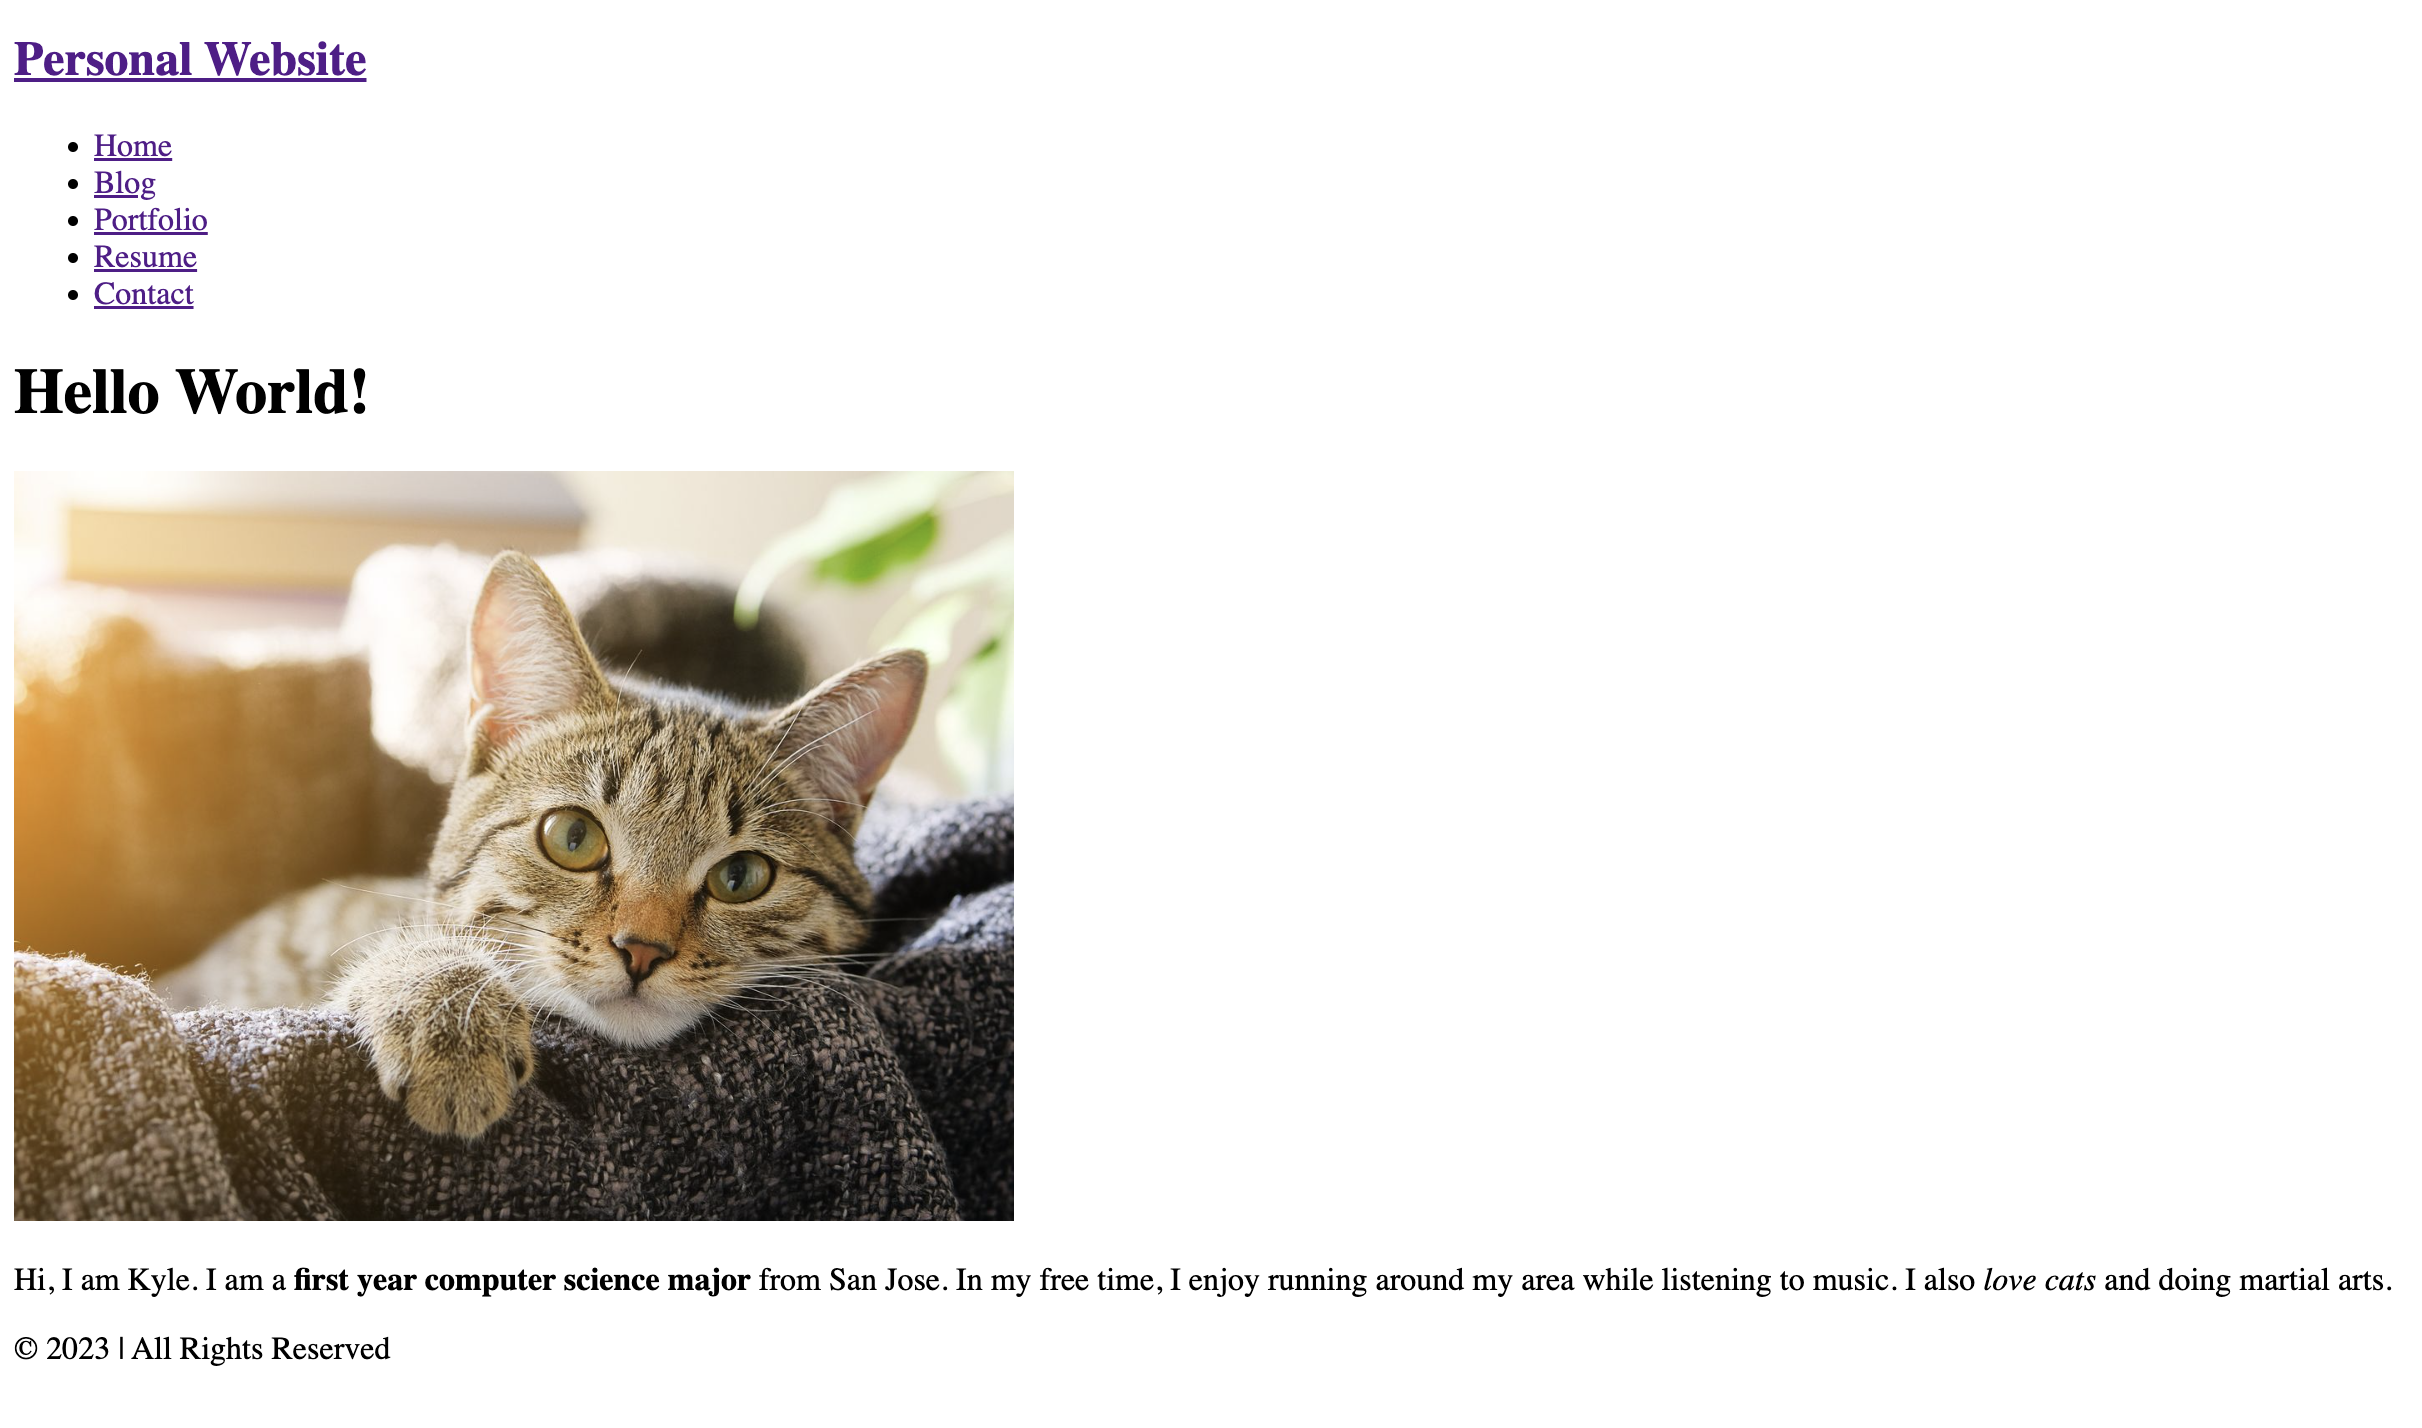 Personal Website
Home
Blog
Portfolio
Resume
Contact
Hello World!
Hi, I am Kyle. I am a first year computer science major from San Jose. In my free time, I enjoy running around my area while listening to music. I also love cats and doing martial arts.
© 2023 | All Rights Reserved